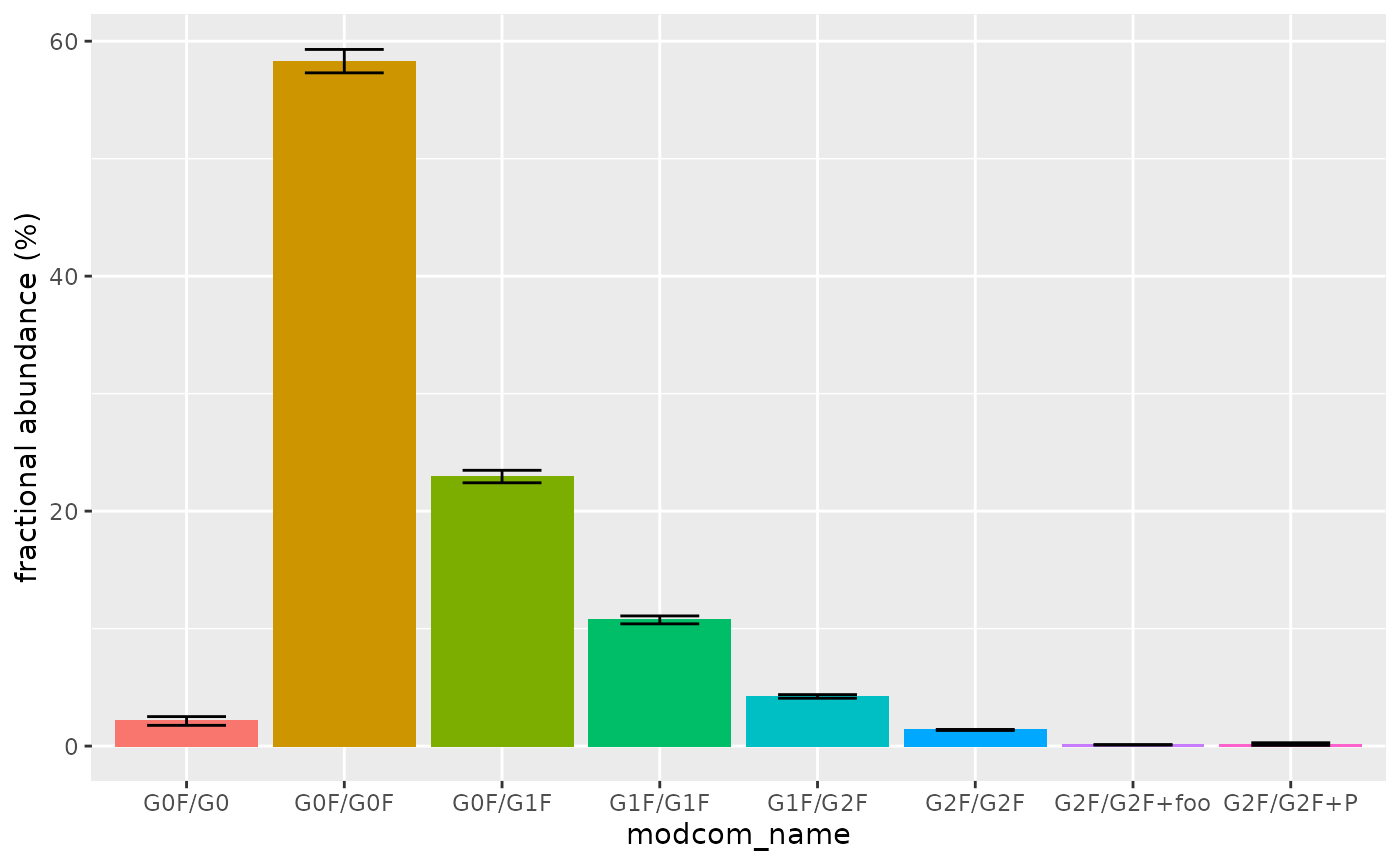 60
40
20
0
fractional abundance (%)
G0F/G0 G0F/G0F G0F/G1F G1F/G1F G1F/G2F G2F/G2F G2F/G2F+foo G2F/G2F+P
modcom_name